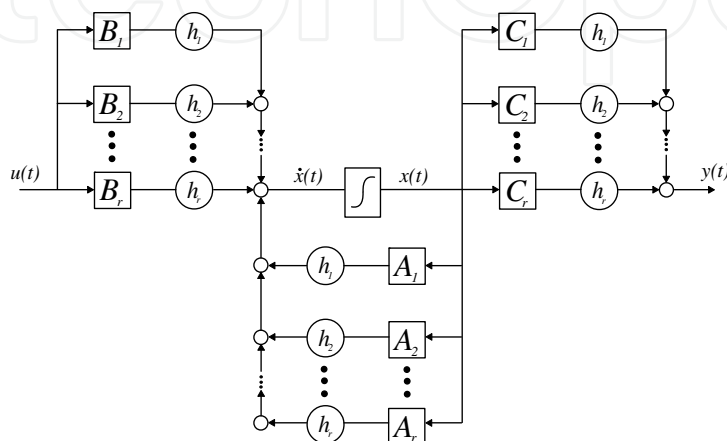 B₁ h₁ C₁ h₁
B₂ h₂ C₂ h₂
u(t) ẋ(t) x(t) y(t)
Bᵣ hᵣ Cᵣ hᵣ
h₁ A₁
h₂ A₂
hᵣ Aᵣ